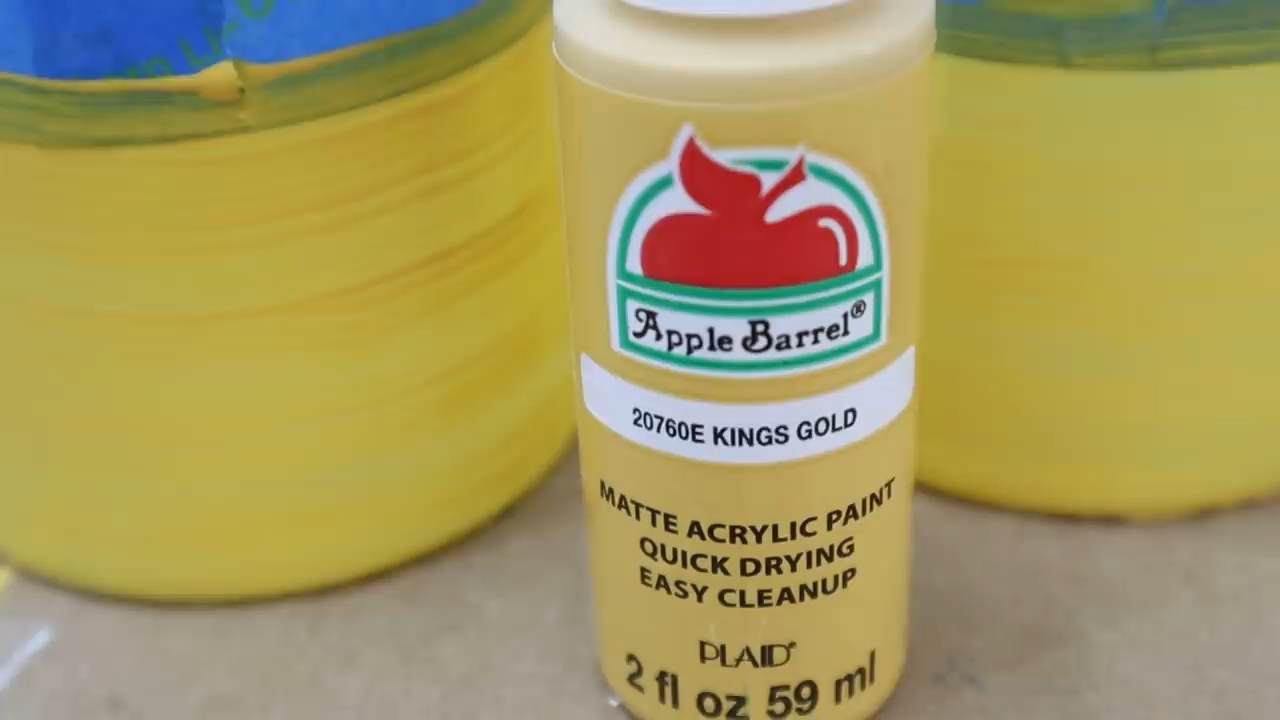 Apple Barrel®
20760E KINGS GOLD
MATTE ACRYLIC PAINT
QUICK DRYING
EASY CLEANUP
PLAID®
2 fl oz 59 ml